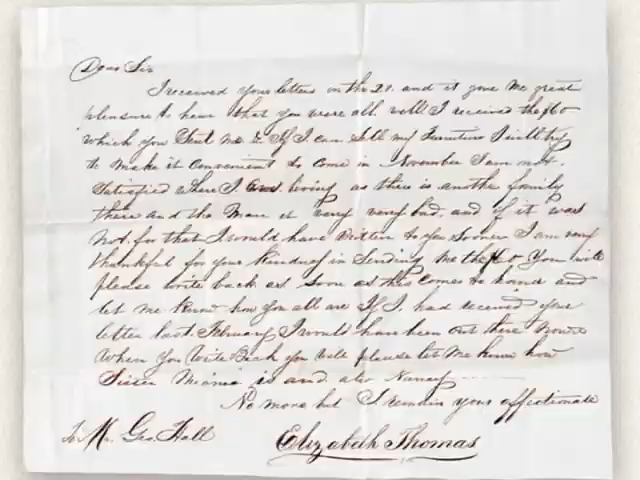 Dear Sir
I received your letters on the 21. and it give me great
pleasure to hear that you were all well I received the
which you Sent me If I can Sell my Furniture I will try
to make it convenient to come in November I am not
Satisfied where I am living as there is another family
there and the Man is very very bad. and if it was
not for that I would have written to you Sooner I am very
thankful for your kindness in Sending me the You will
please write back as Soon as this comes to hand and
let me know how you all are If I had received your
letter last February I would have been out there now
When you write Back you will please let me know how
Sister is and also Nancy
No more but I remain your affectionate
To Mr. Geo Hall
Elizabeth Thomas